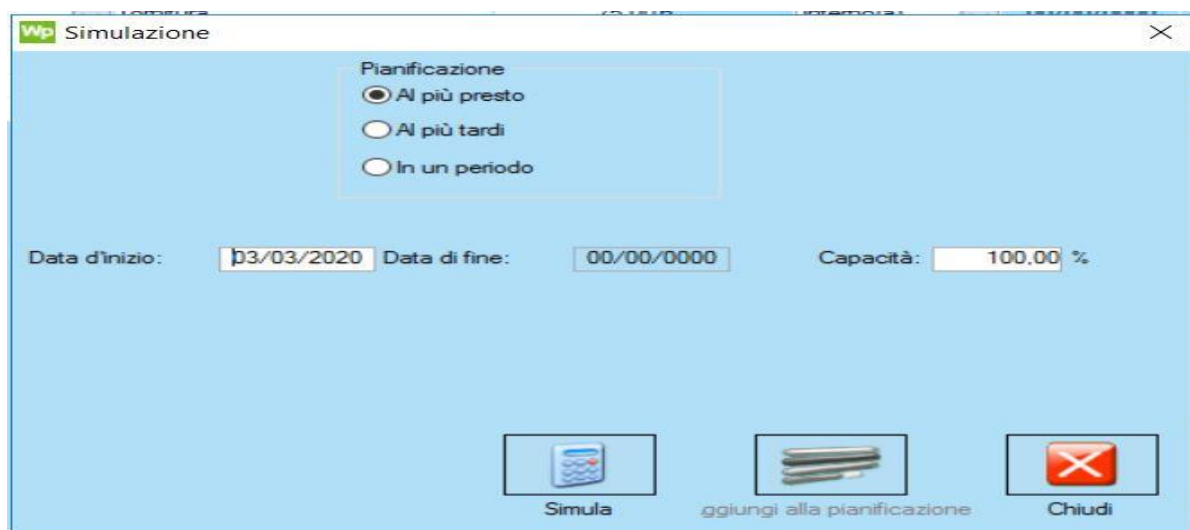 Wp Simulazione
Pianificazione
Al più presto
Al più tardi
In un periodo
Data d'inizio: 03/03/2020 Data di fine: 00/00/0000 Capacità: 100,00 %
Simula ggiungi alla pianificazione Chiudi